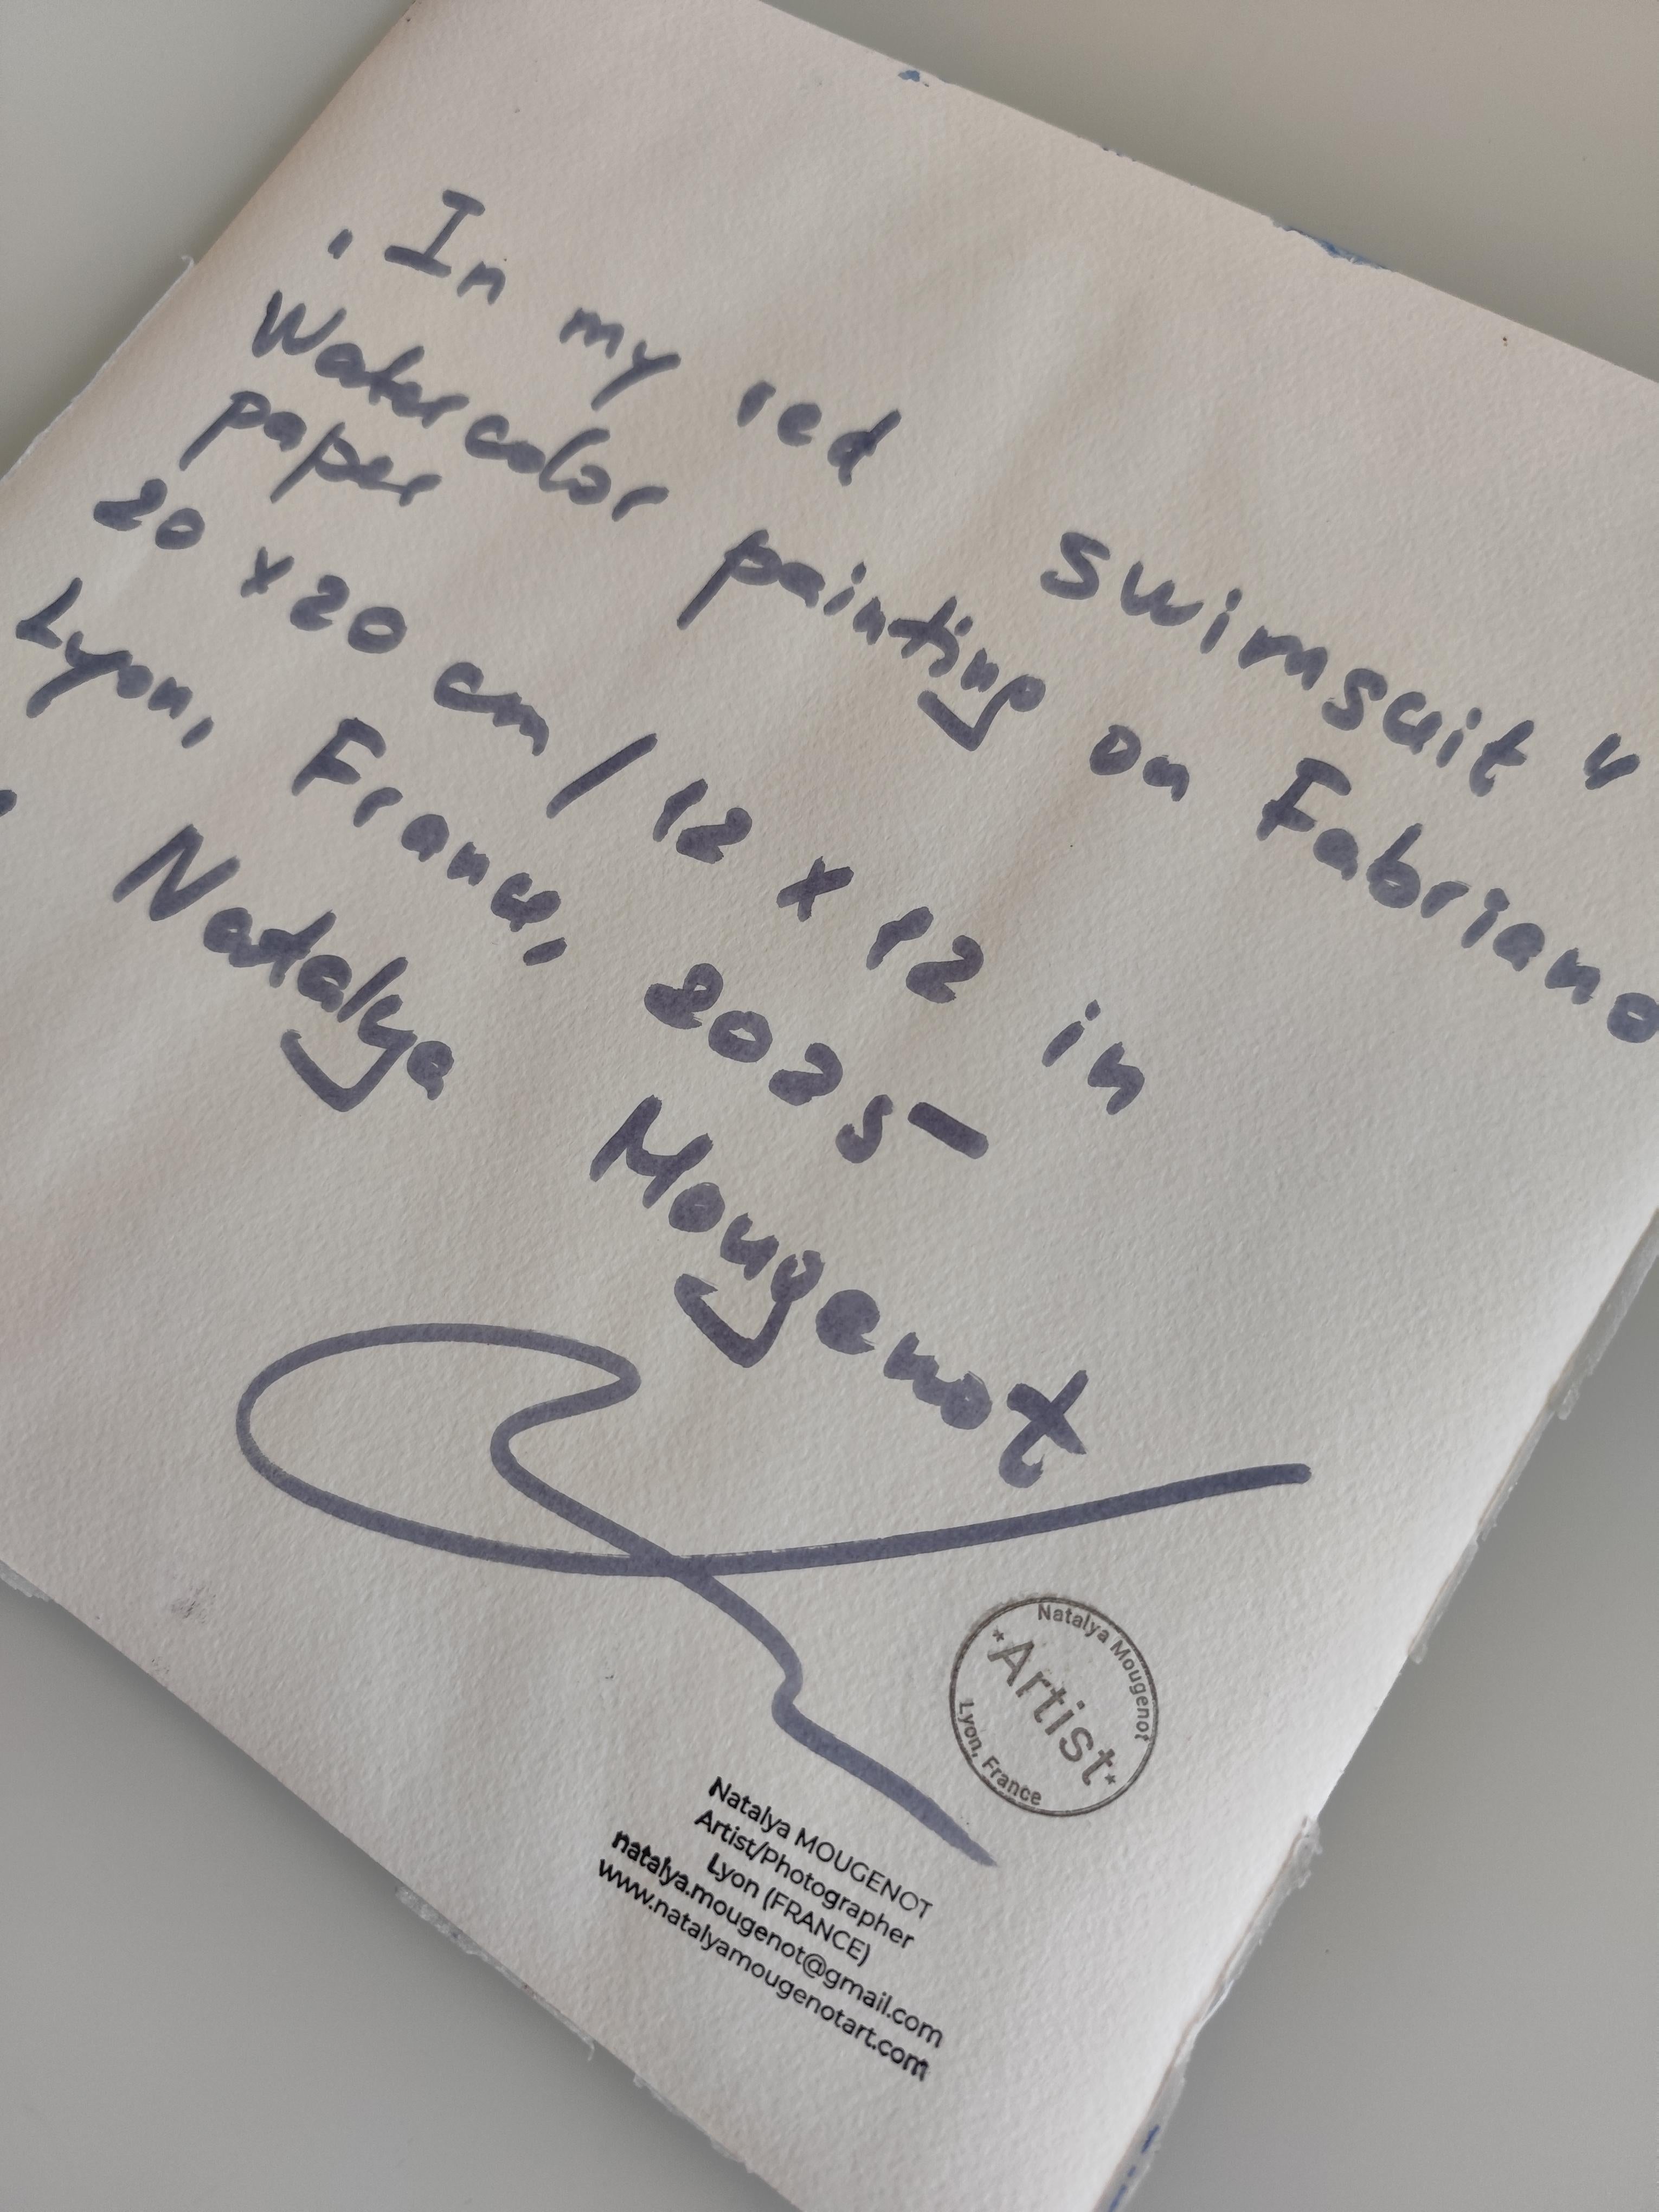 "In my red swimsuit"
Watercolor painting on Fabriano
paper
20 x 20 cm / 12 x 12 in
Lyon, France, 2025
Natalya Mougenot
Natalya Mougenot
*Artist*
Lyon, France
Natalya MOUGENOT
Artist/Photographer
Lyon (FRANCE)
natalya.mougenot@gmail.com
www.natalyamougenotart.com